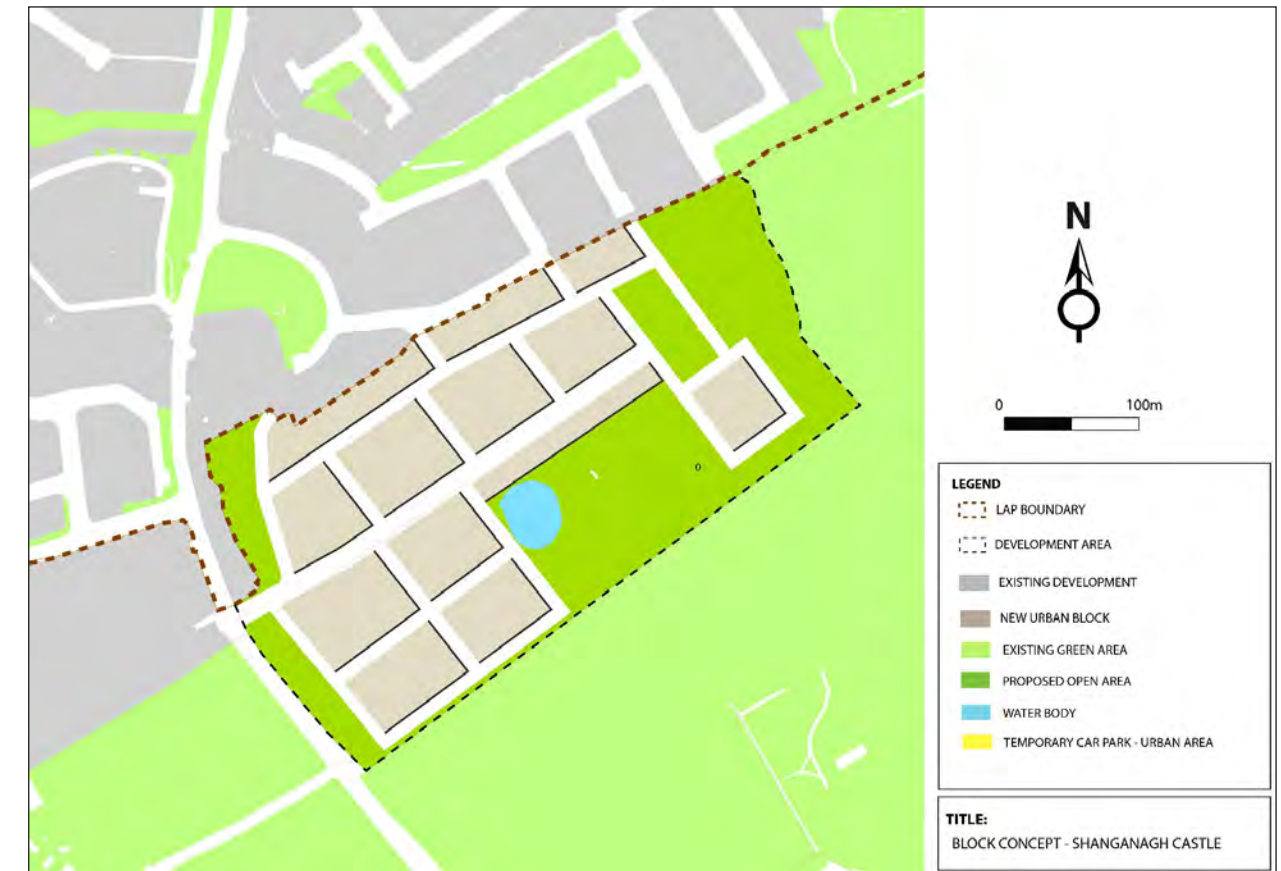 N
0 100m
LEGEND
LAP BOUNDARY
DEVELOPMENT AREA
EXISTING DEVELOPMENT
NEW URBAN BLOCK
EXISTING GREEN AREA
PROPOSED OPEN AREA
WATER BODY
TEMPORARY CAR PARK - URBAN AREA
TITLE:
BLOCK CONCEPT - SHANGANAGH CASTLE